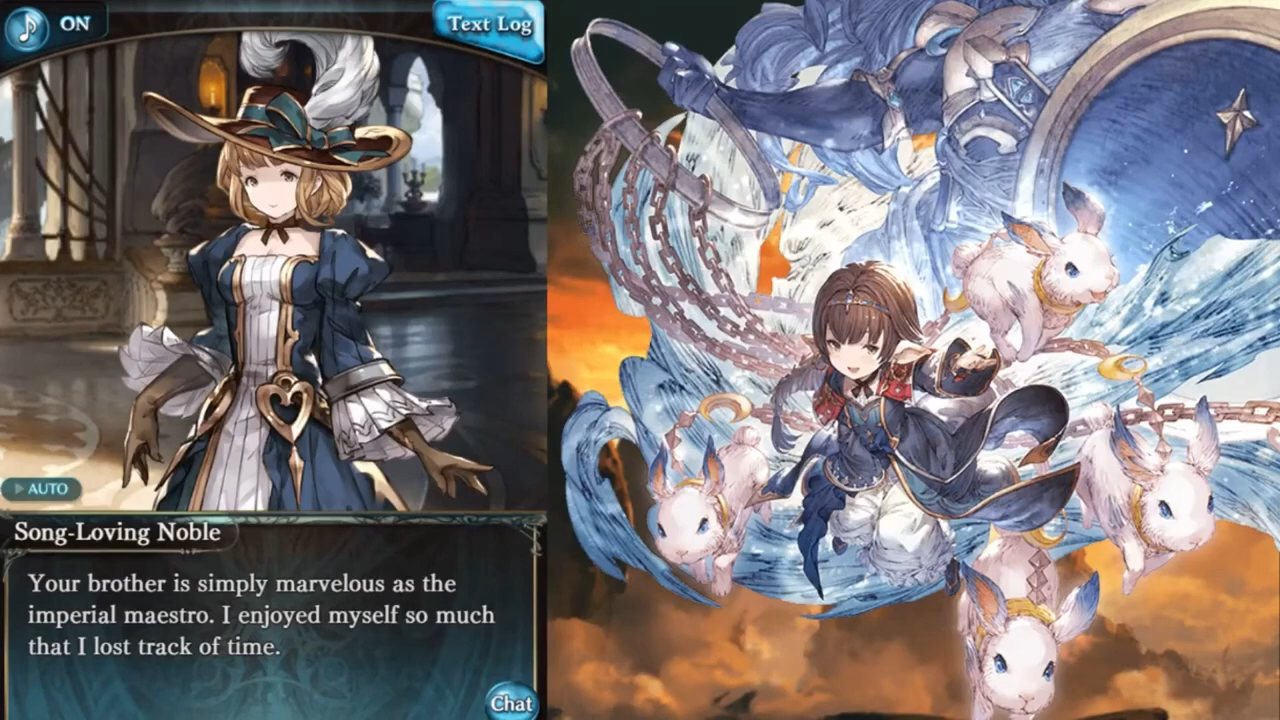 ON
Text Log
AUTO
Song-Loving Noble
Your brother is simply marvelous as the
imperial maestro. I enjoyed myself so much
that I lost track of time.
Chat